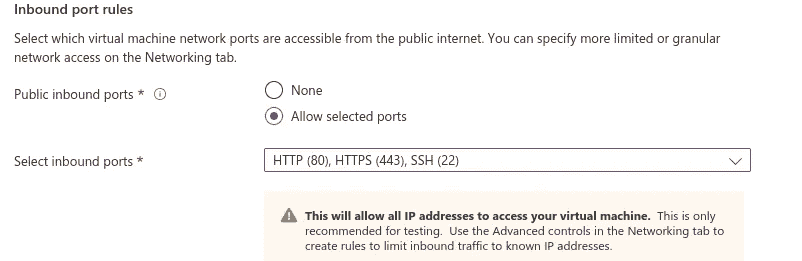 Inbound port rules
Select which virtual machine network ports are accessible from the public internet. You can specify more limited or granular
network access on the Networking tab.
Public inbound ports *
None
Allow selected ports
Select inbound ports *
HTTP (80), HTTPS (443), SSH (22)
This will allow all IP addresses to access your virtual machine. This is only
recommended for testing. Use the Advanced controls in the Networking tab to
create rules to limit inbound traffic to known IP addresses.